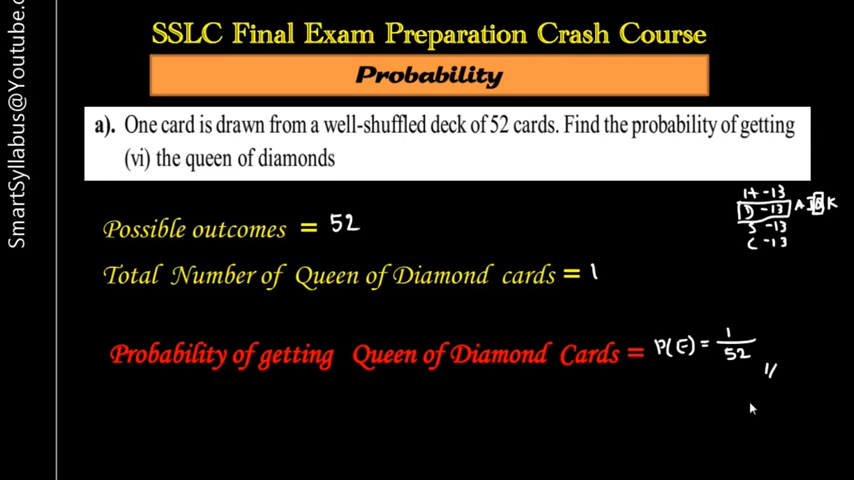 SmartSyllabus@Youtube.co
SSLC Final Exam Preparation Crash Course
Probability
a). One card is drawn from a well-shuffled deck of 52 cards. Find the probability of getting
(vi) the queen of diamonds
H -13
D -13 A J Q K
S -13
C -13
Possible outcomes = 52
Total Number of Queen of Diamond cards = 1
Probability of getting Queen of Diamond Cards = P(E) = 1/52 //